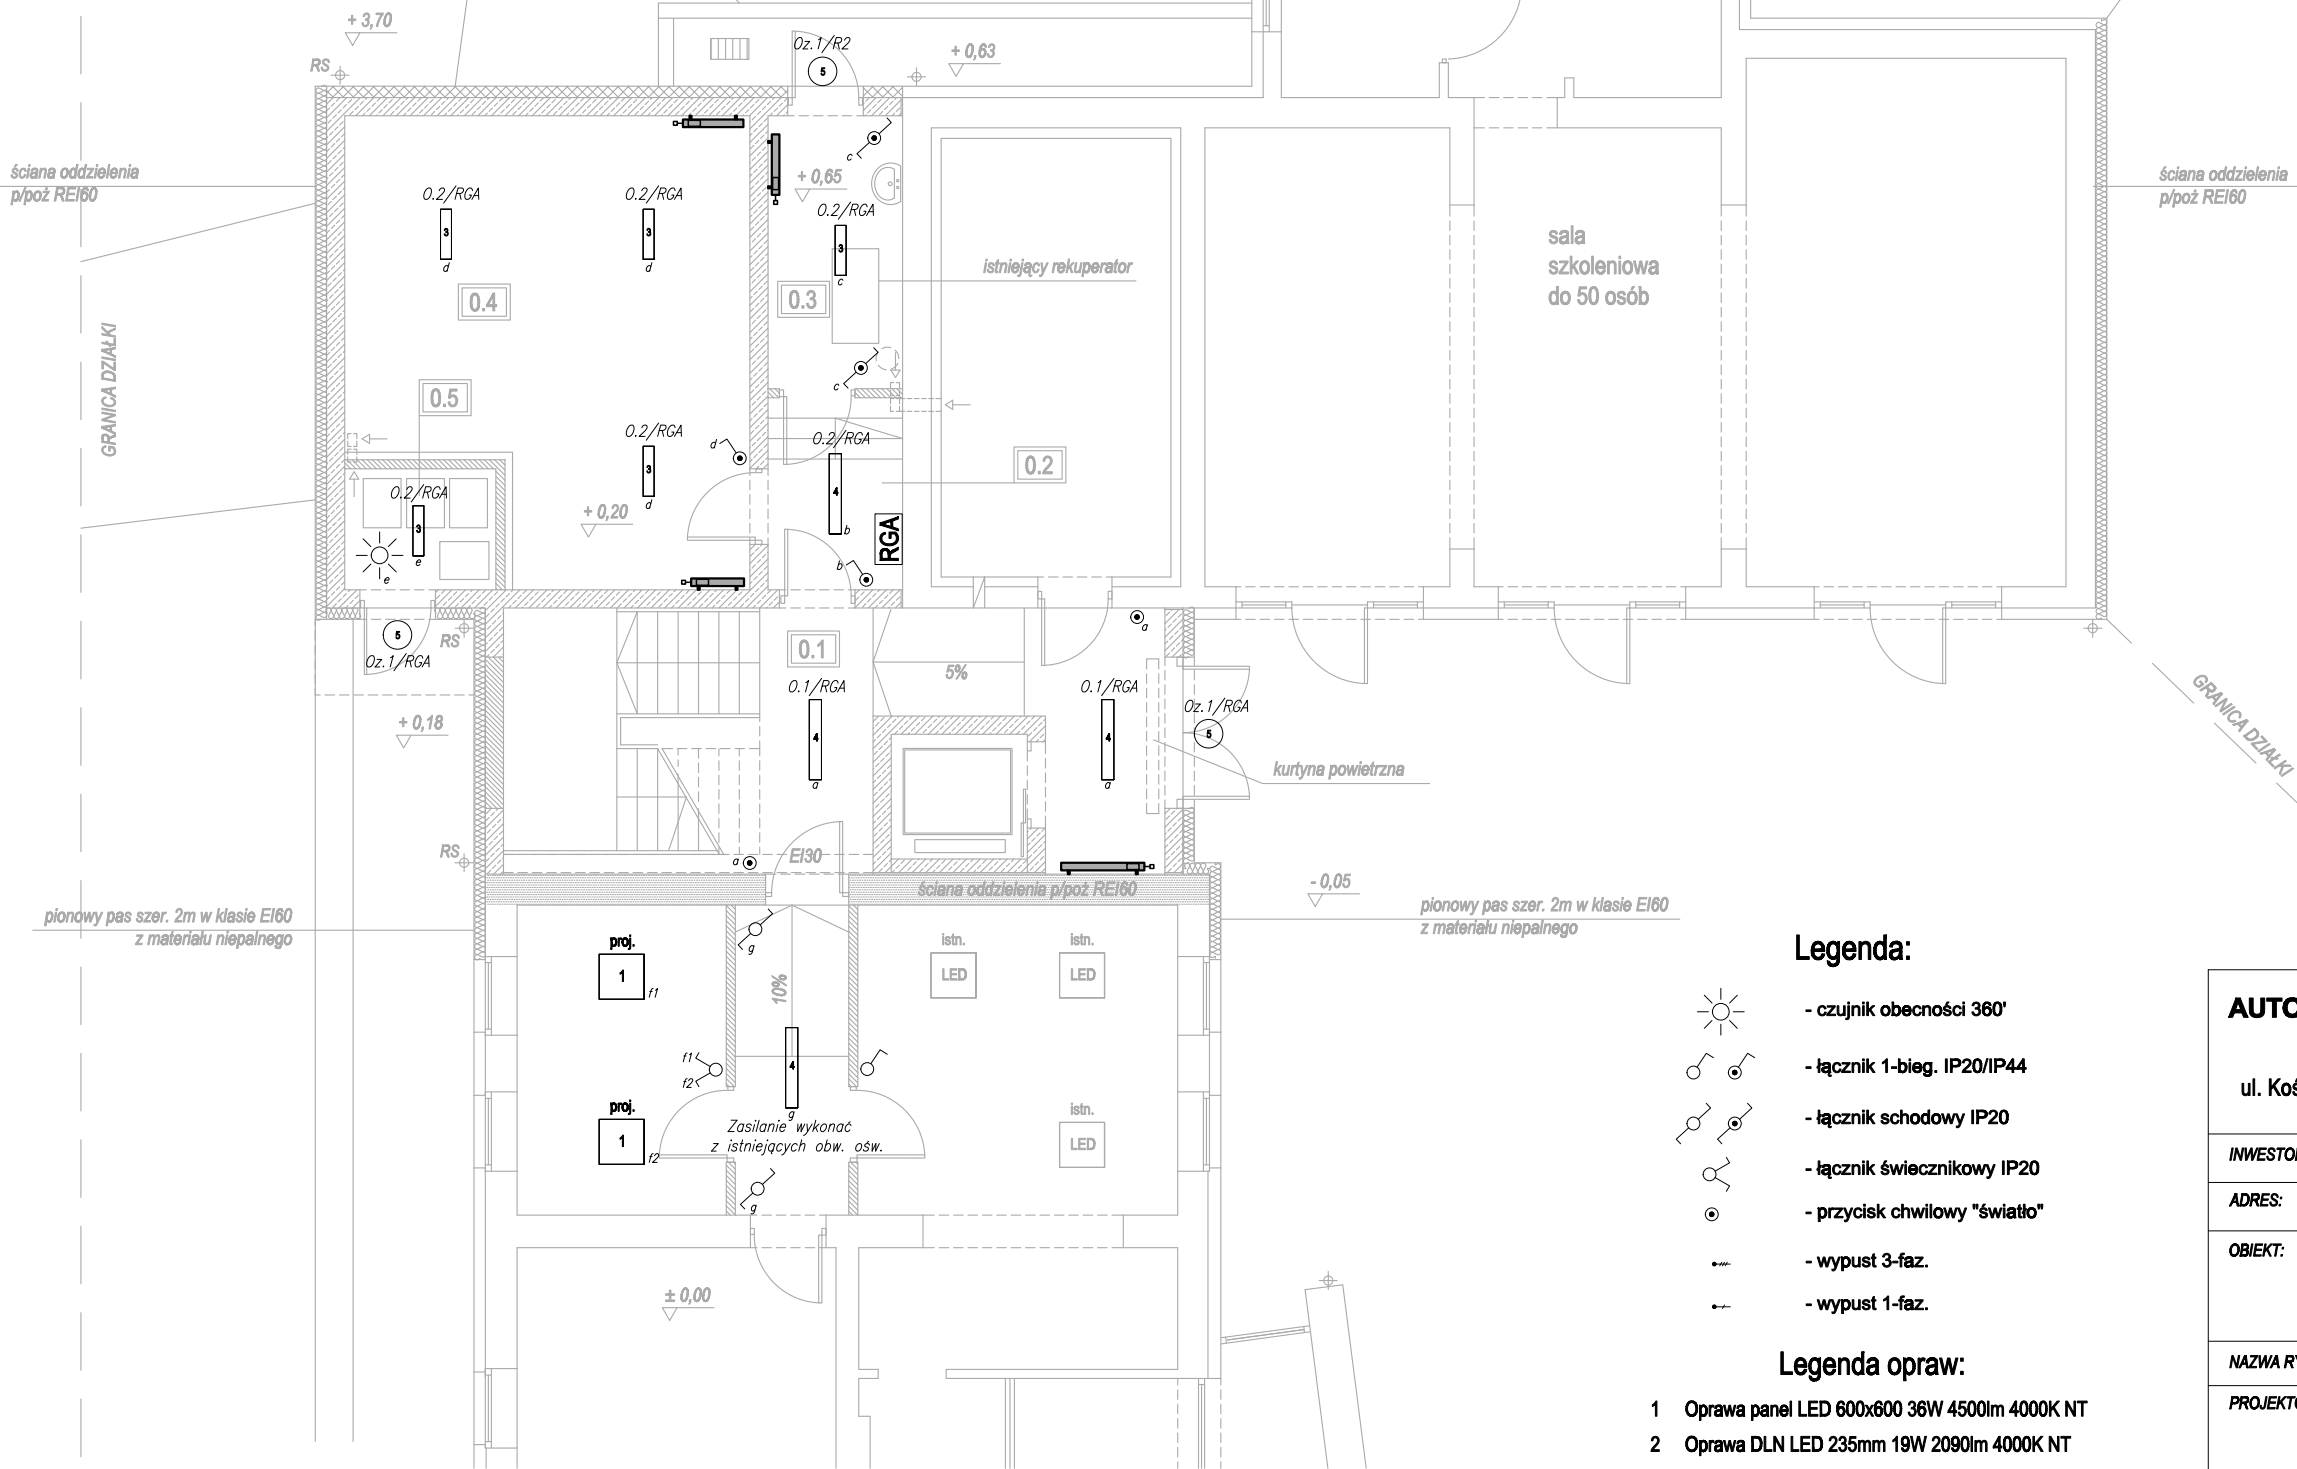 + 3,70
RS
Oz.1/R2
5
+ 0,63
ściana oddzielenia
p/poż REI60
ściana oddzielenia
p/poż REI60
c
+ 0,65
O.2/RGA
3
d
O.2/RGA
3
d
O.2/RGA
3
c
sala
szkoleniowa
do 50 osób
istniejący rekuperator
0.4
0.3
GRANICA DZIAŁKI
0.5
c
O.2/RGA
3
d
d
O.2/RGA
4
b
0.2
O.2/RGA
3
e
e
+ 0,20
RGA
b
5
Oz.1/RGA
RS
0.1
a
5%
O.1/RGA
4
a
O.1/RGA
4
a
Oz.1/RGA
5
GRANICA DZIAŁKI
+ 0,18
kurtyna powietrzna
RS
a
EI30
ściana oddzielenia p/poż REI60
- 0,05
pionowy pas szer. 2m w klasie EI60
z materiału niepalnego
pionowy pas szer. 2m w klasie EI60
z materiału niepalnego
g
proj.
1
f1
10%
istn.
LED
istn.
LED
f1
f2
4
g
proj.
1
f2
Zasilanie wykonać
z istniejących obw. ośw.
istn.
LED
g
± 0,00
Legenda:
- czujnik obecności 360'
- łącznik 1-bieg. IP20/IP44
- łącznik schodowy IP20
- łącznik świecznikowy IP20
- przycisk chwilowy "światło"
- wypust 3-faz.
- wypust 1-faz.
Legenda opraw:
1 Oprawa panel LED 600x600 36W 4500lm 4000K NT
2 Oprawa DLN LED 235mm 19W 2090lm 4000K NT
AUTO
ul. Koś
INWESTO
ADRES:
OBIEKT:
NAZWA R
PROJEKT